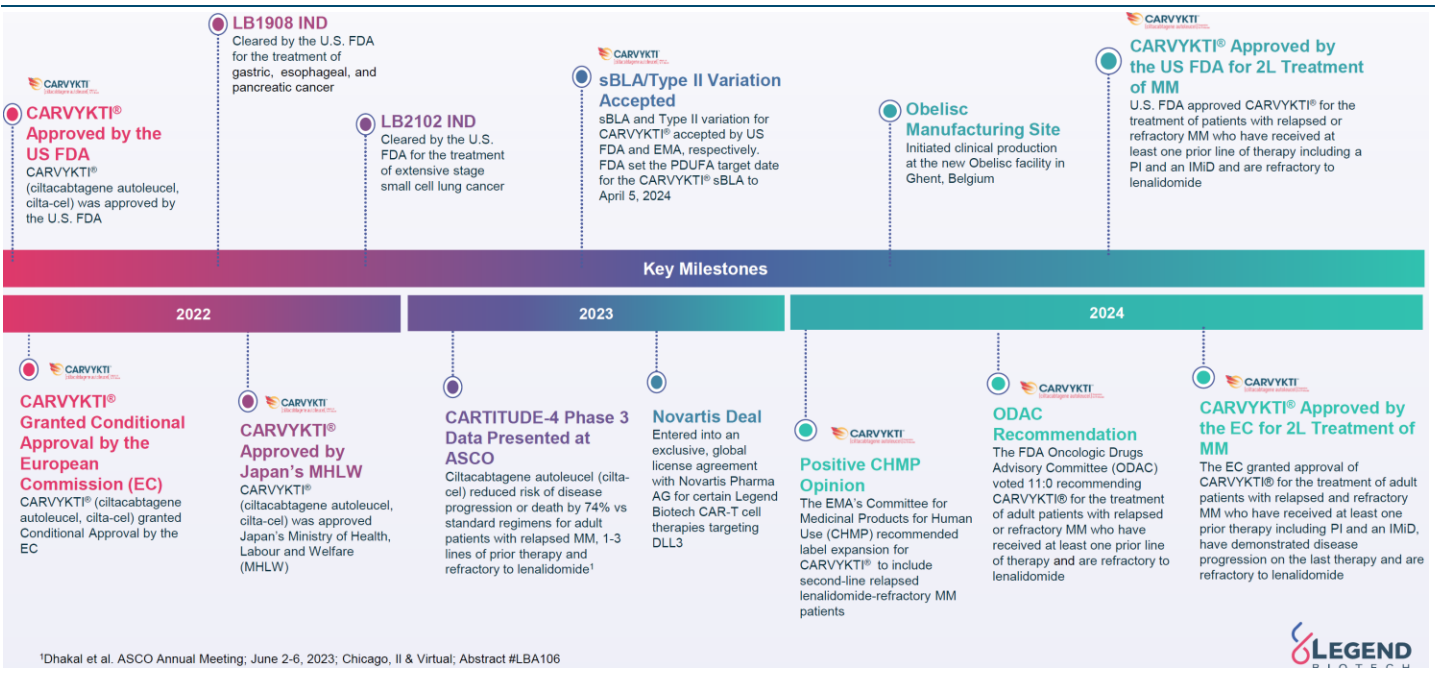 CARVYKTI
CARVYKTI®
Approved by the
US FDA
CARVYKTI®
(ciltacabtagene autoleucel,
cilta-cel) was approved by
the U.S. FDA
LB1908 IND
Cleared by the U.S. FDA
for the treatment of
gastric, esophageal, and
pancreatic cancer
LB2102 IND
Cleared by the U.S.
FDA for the treatment
of extensive stage
small cell lung cancer
CARVYKTI
sBLA/Type II Variation
Accepted
sBLA and Type II variation for
CARVYKTI® accepted by US
FDA and EMA, respectively.
FDA set the PDUFA target date
for the CARVYKTI® sBLA to
April 5, 2024
Obelisc
Manufacturing Site
Initiated clinical production
at the new Obelisc facility in
Ghent, Belgium
CARVYKTI
CARVYKTI® Approved by
the US FDA for 2L Treatment
of MM
U.S. FDA approved CARVYKTI® for the
treatment of patients with relapsed or
refractory MM who have received at
least one prior line of therapy including a
PI and an IMiD and are refractory to
lenalidomide
Key Milestones
2022
2023
2024
CARVYKTI
CARVYKTI®
Granted Conditional
Approval by the
European
Commission (EC)
CARVYKTI® (ciltacabtagene
autoleucel, cilta-cel) granted
Conditional Approval by the
EC
CARVYKTI
CARVYKTI®
Approved by
Japan's MHLW
CARVYKTI®
(ciltacabtagene autoleucel,
cilta-cel) was approved
Japan's Ministry of Health,
Labour and Welfare
(MHLW)
CARTITUDE-4 Phase 3
Data Presented at
ASCO
Ciltacabtagene autoleucel (cilta-
cel) reduced risk of disease
progression or death by 74% vs
standard regimens for adult
patients with relapsed MM, 1-3
lines of prior therapy and
refractory to lenalidomide¹
Novartis Deal
Entered into an
exclusive, global
license agreement
with Novartis Pharma
AG for certain Legend
Biotech CAR-T cell
therapies targeting
DLL3
CARVYKTI
Positive CHMP
Opinion
The EMA's Committee for
Medicinal Products for Human
Use (CHMP) recommended
label expansion for
CARVYKTI® to include
second-line relapsed
lenalidomide-refractory MM
patients
CARVYKTI
ODAC
Recommendation
The FDA Oncologic Drugs
Advisory Committee (ODAC)
voted 11:0 recommending
CARVYKTI® for the treatment
of adult patients with relapsed
or refractory MM who have
received at least one prior line
of therapy and are refractory to
lenalidomide
CARVYKTI
CARVYKTI® Approved by
the EC for 2L Treatment of
MM
The EC granted approval of
CARVYKTI® for the treatment of adult
patients with relapsed and refractory
MM who have received at least one
prior therapy including PI and an IMiD,
have demonstrated disease
progression on the last therapy and are
refractory to lenalidomide
¹Dhakal et al. ASCO Annual Meeting; June 2-6, 2023; Chicago, Il & Virtual; Abstract #LBA106
LEGEND
BIOTECH